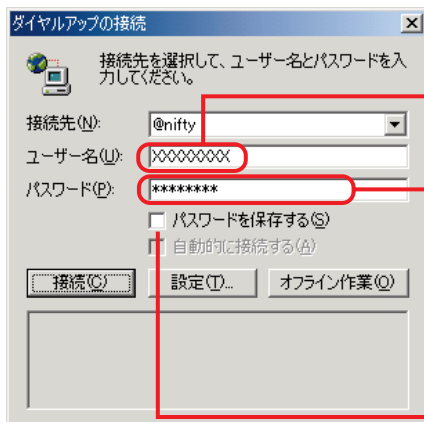 ダイヤルアップの接続
接続先を選択して、ユーザー名とパスワードを入
力してください。
接続先(N): @nifty
ユーザー名(U): XXXXXXXX
パスワード(P): ********
パスワードを保存する(S)
自動的に接続する(A)
接続(C) 設定(T)... オフライン作業(O)